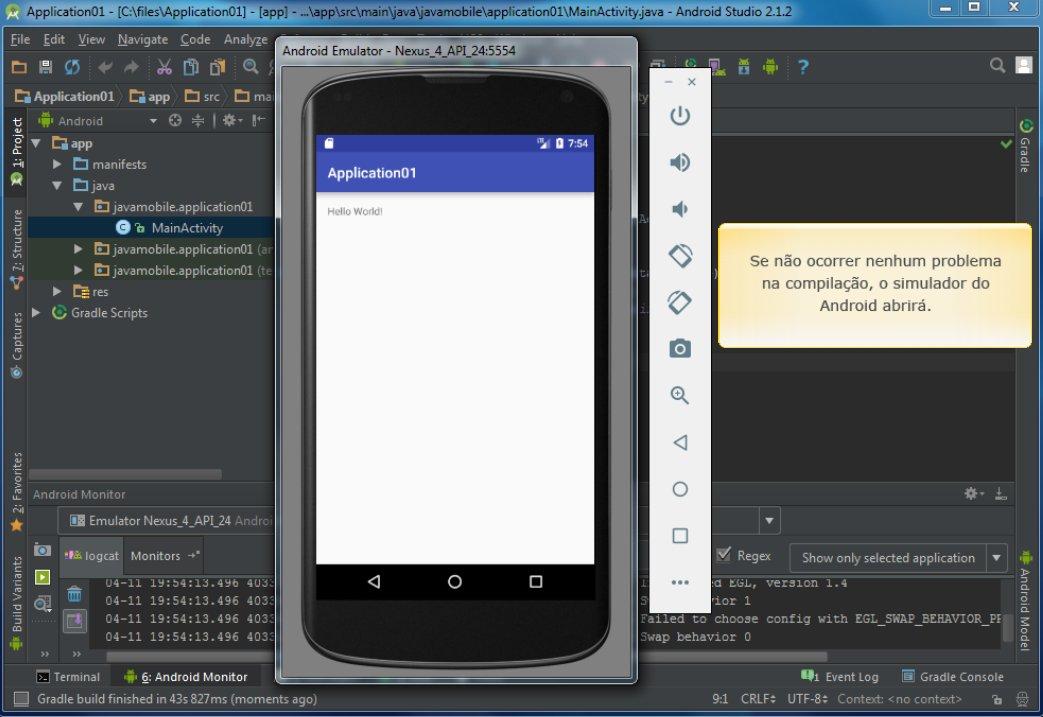 Application01 - [C:\files\Application01] - [app] - ...\app\src\main\java\javamobile\application01\MainActivity.java - Android Studio 2.1.2
File Edit View Navigate Code Analyze
Android Emulator - Nexus_4_API_24:5554
Application01 app src
Android
1: Project
app
manifests
java
javamobile.application01
MainActivity
javamobile.application01
javamobile.application01
res
Gradle Scripts
7: Structure
Captures
2: Favorites
Build Variants
7:54
Application01
Hello World!
Gradle
Se não ocorrer nenhum problema
na compilação, o simulador do
Android abrirá.
Android Monitor
Emulator Nexus_4_API_24
logcat Monitors
Regex
Show only selected application
04-11 19:54:13.496 4033 EGL, version 1.4
04-11 19:54:13.496 4033
04-11 19:54:13.496 4033 Failed to choose config with
04-11 19:54:13.496 4033 Swap behavior 0
Android Model
Terminal 6: Android Monitor 1 Event Log Gradle Console
Gradle build finished in 43s 827ms (moments ago) 9:1 CRLF UTF-8 Context: <no context>